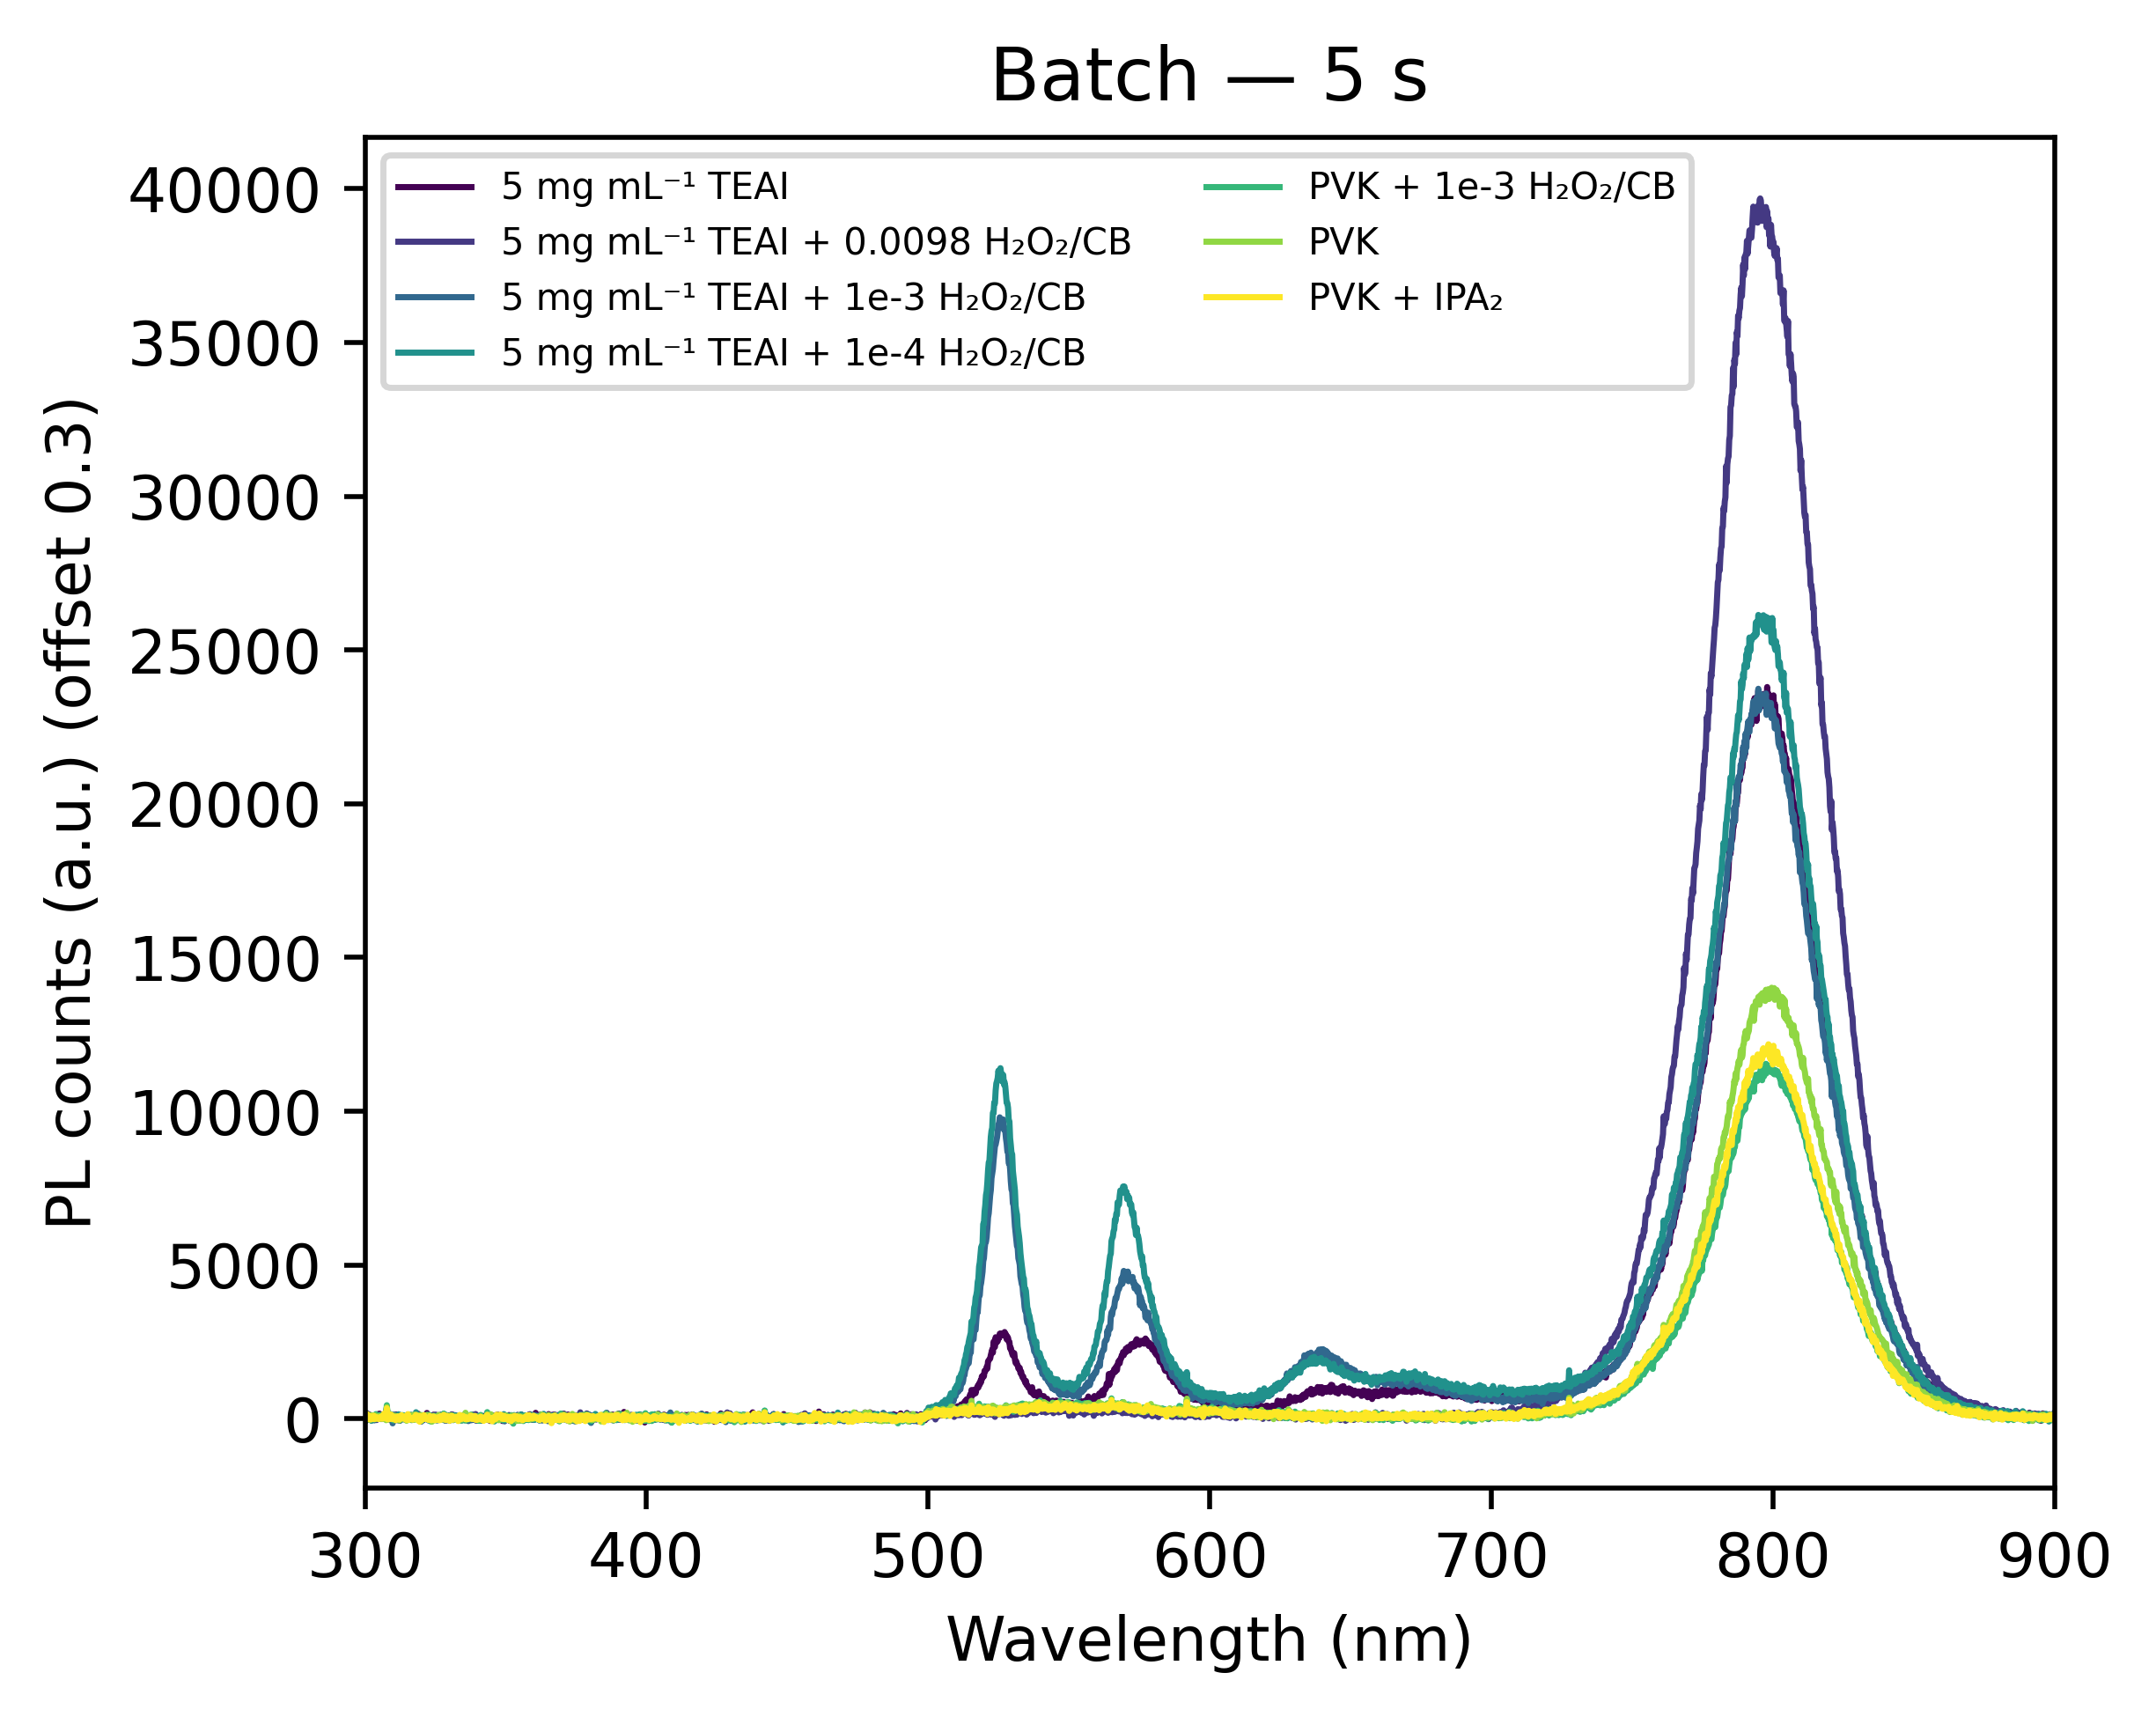 Batch — 5 s
PL counts (a.u.) (offset 0.3)
40000
35000
30000
25000
20000
15000
10000
5000
0
5 mg mL⁻¹ TEAI
5 mg mL⁻¹ TEAI + 0.0098 H₂O₂/CB
5 mg mL⁻¹ TEAI + 1e-3 H₂O₂/CB
5 mg mL⁻¹ TEAI + 1e-4 H₂O₂/CB
PVK + 1e-3 H₂O₂/CB
PVK
PVK + IPA₂
300 400 500 600 700 800 900
Wavelength (nm)